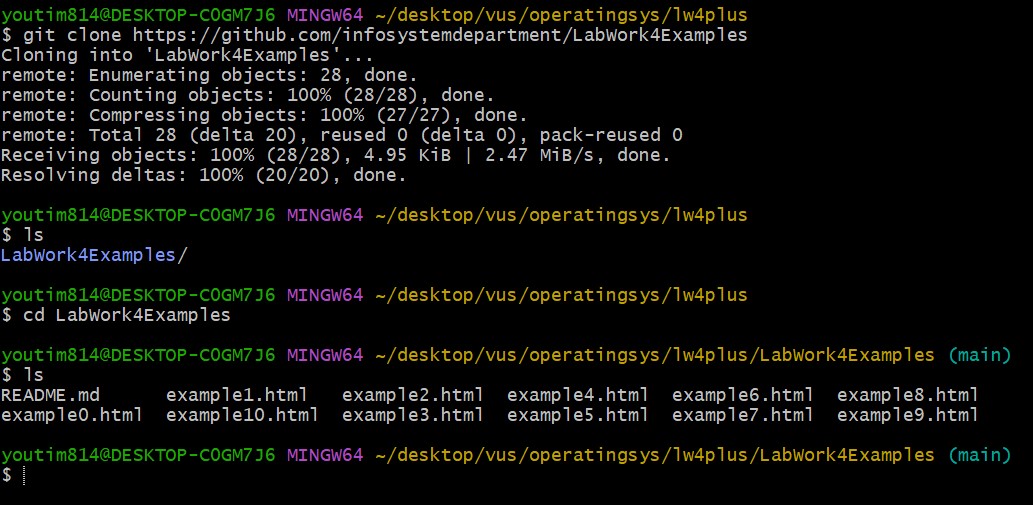 youtim814@DESKTOP-COGM7J6 MINGW64 ~/desktop/vus/operatingsys/lw4plus
$ git clone https://github.com/infosystemdepartment/LabWork4Examples
Cloning into 'LabWork4Examples'...
remote: Enumerating objects: 28, done.
remote: Counting objects: 100% (28/28), done.
remote: Compressing objects: 100% (27/27), done.
remote: Total 28 (delta 20), reused 0 (delta 0), pack-reused 0
Receiving objects: 100% (28/28), 4.95 KiB | 2.47 MiB/s, done.
Resolving deltas: 100% (20/20), done.
youtim814@DESKTOP-COGM7J6 MINGW64 ~/desktop/vus/operatingsys/lw4plus
$ ls
LabWork4Examples/
youtim814@DESKTOP-COGM7J6 MINGW64 ~/desktop/vus/operatingsys/lw4plus
$ cd LabWork4Examples
youtim814@DESKTOP-COGM7J6 MINGW64 ~/desktop/vus/operatingsys/lw4plus/LabWork4Examples (main)
$ ls
README.md example1.html example2.html example4.html example6.html example8.html
example0.html example10.html example3.html example5.html example7.html example9.html
youtim814@DESKTOP-COGM7J6 MINGW64 ~/desktop/vus/operatingsys/lw4plus/LabWork4Examples (main)
$